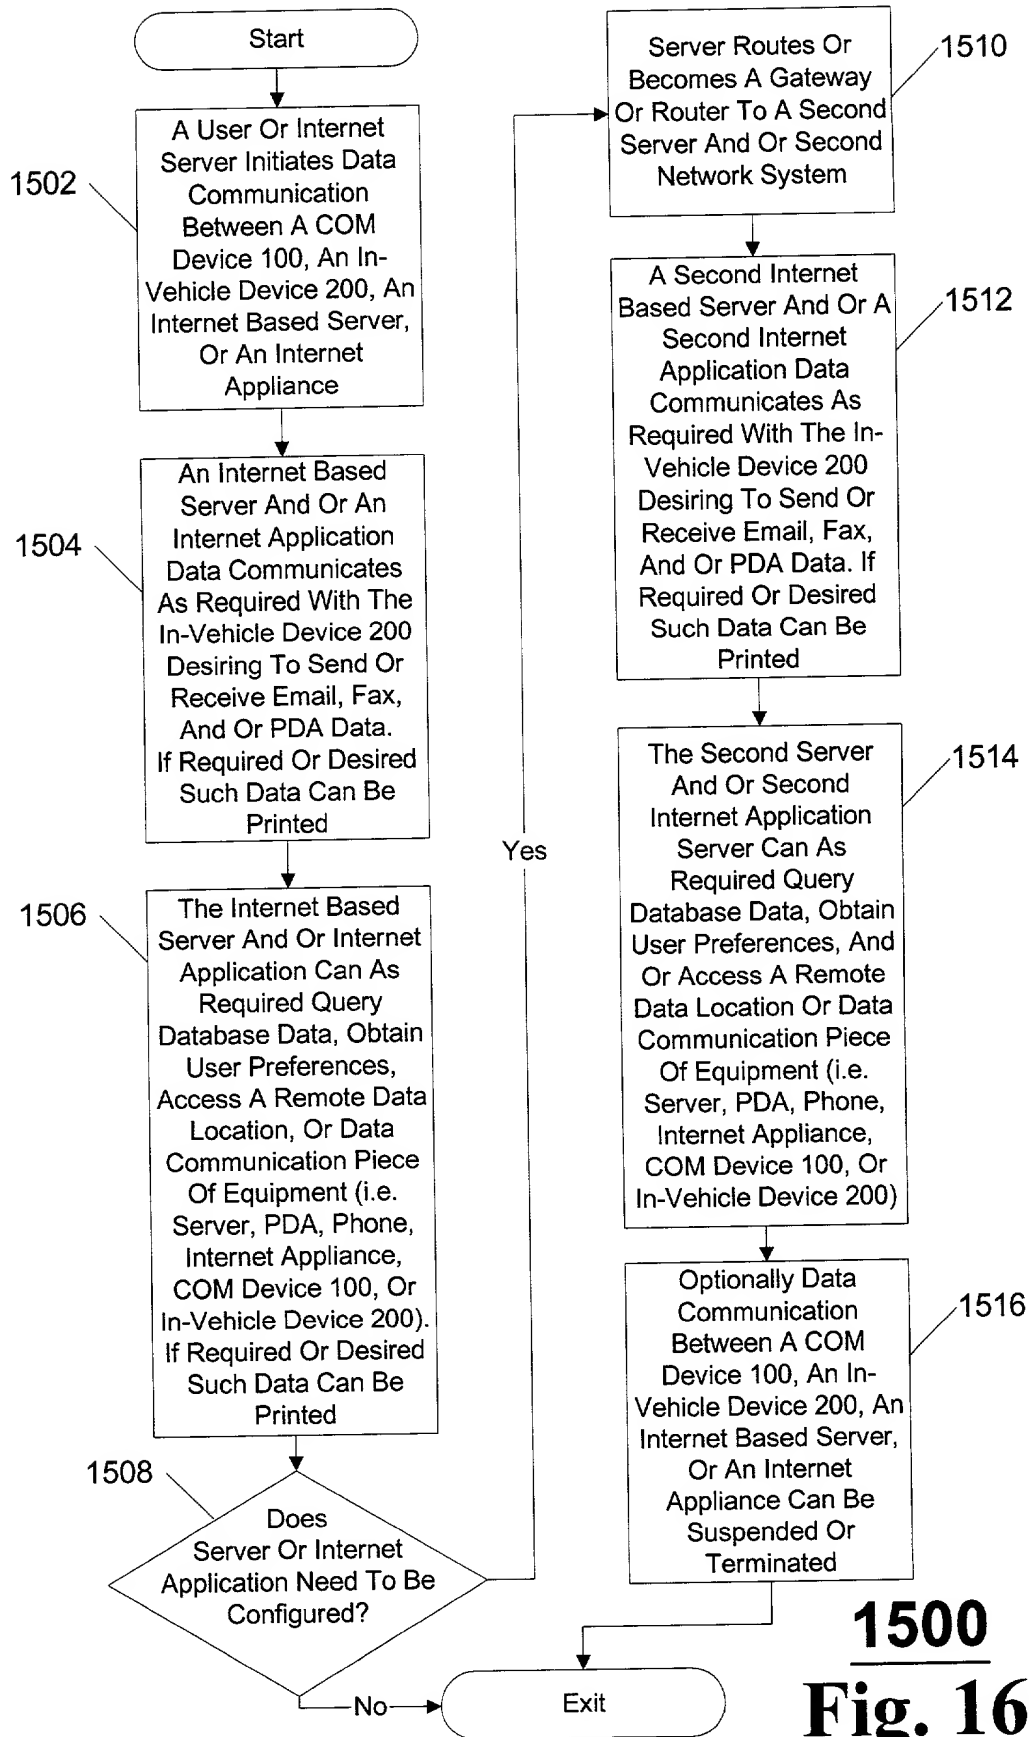 Start
1502
A User Or Internet
Server Initiates Data
Communication
Between A COM
Device 100, An In-
Vehicle Device 200, An
Internet Based Server,
Or An Internet
Appliance
1504
An Internet Based
Server And Or An
Internet Application
Data Communicates
As Required With The
In-Vehicle Device 200
Desiring To Send Or
Receive Email, Fax,
And Or PDA Data.
If Required Or Desired
Such Data Can Be
Printed
1506
The Internet Based
Server And Or Internet
Application Can As
Required Query
Database Data, Obtain
User Preferences,
Access A Remote Data
Location, Or Data
Communication Piece
Of Equipment (i.e.
Server, PDA, Phone,
Internet Appliance,
COM Device 100, Or
In-Vehicle Device 200).
If Required Or Desired
Such Data Can Be
Printed
1508
Does
Server Or Internet
Application Need To Be
Configured?
Yes
No
1510
Server Routes Or
Becomes A Gateway
Or Router To A Second
Server And Or Second
Network System
1512
A Second Internet
Based Server And Or A
Second Internet
Application Data
Communicates As
Required With The In-
Vehicle Device 200
Desiring To Send Or
Receive Email, Fax,
And Or PDA Data. If
Required Or Desired
Such Data Can Be
Printed
1514
The Second Server
And Or Second
Internet Application
Server Can As
Required Query
Database Data, Obtain
User Preferences, And
Or Access A Remote
Data Location Or Data
Communication Piece
Of Equipment (i.e.
Server, PDA, Phone,
Internet Appliance,
COM Device 100, Or
In-Vehicle Device 200)
1516
Optionally Data
Communication
Between A COM
Device 100, An In-
Vehicle Device 200, An
Internet Based Server,
Or An Internet
Appliance Can Be
Suspended Or
Terminated
Exit
1500
Fig. 16